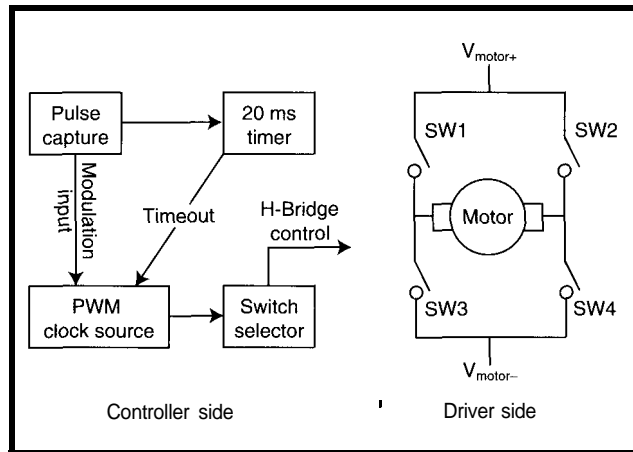 Pulse
capture
20 ms
timer
Modulation
input
Timeout
PWM
clock source
Switch
selector
H-Bridge
control
Controller side
Vmotor+
SW1
SW2
Motor
SW3
SW4
Vmotor–
Driver side